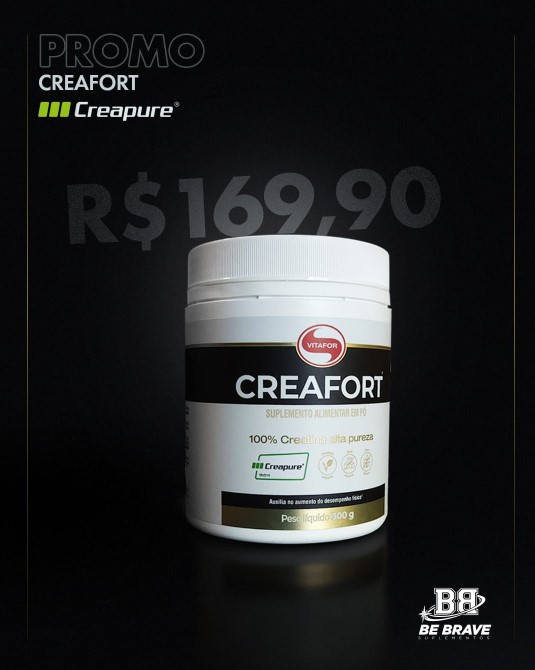 PROMO
CREAFORT
Creapure®
R$ 169,90
VITAFOR
CREAFORT
SUPLEMENTO ALIMENTAR EM PÓ
100% Creatina alta pureza
Creapure®
Auxilia no aumento do desempenho físico*
Peso líquido 300 g
BB
BE BRAVE
SUPLEMENTOS